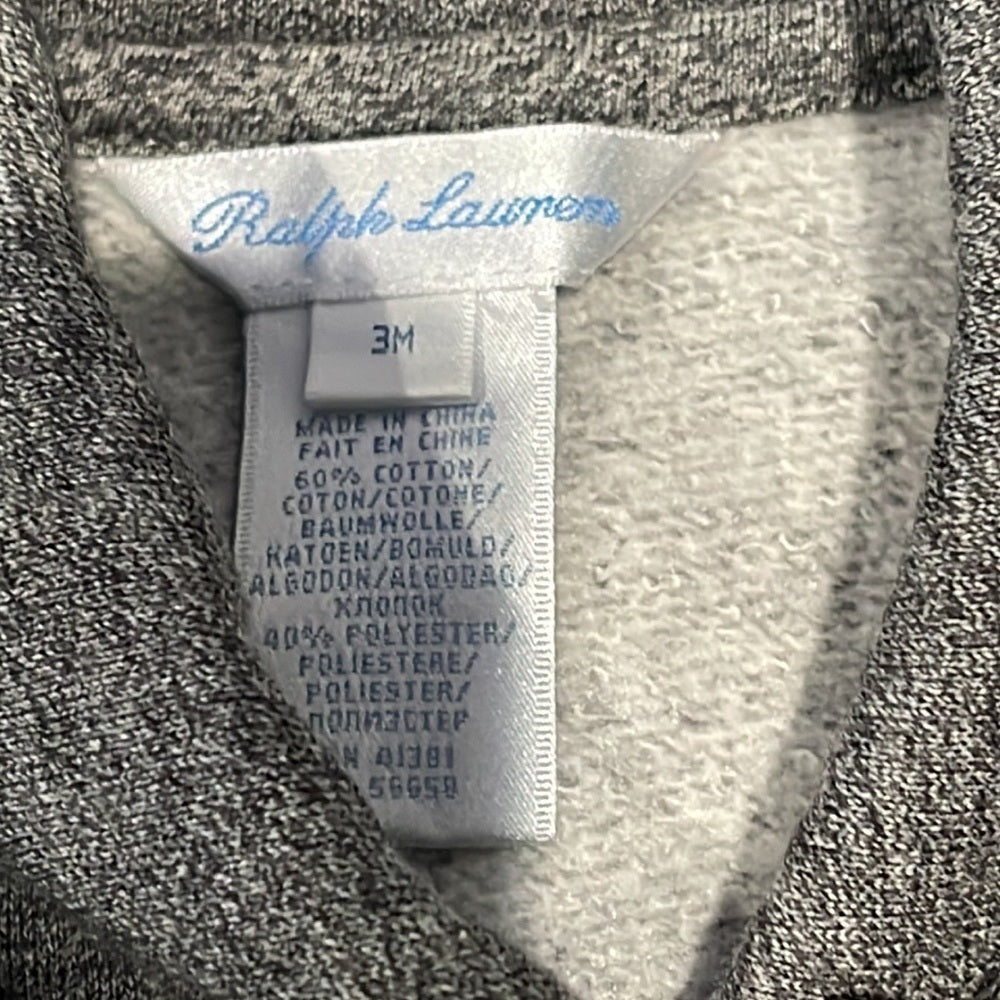 Ralph Lauren
3M
MADE IN CHINA
FAIT EN CHINE
60% COTTON/
COTON/COTONE/
BAUMWOLLE/
KATOEN/BOMULD/
ALGODON/ALGODAO/
ХЛОПОК
40% POLYESTER/
POLIESTERE/
POLIESTER/
ПОЛИЭСТЕР
N 41381